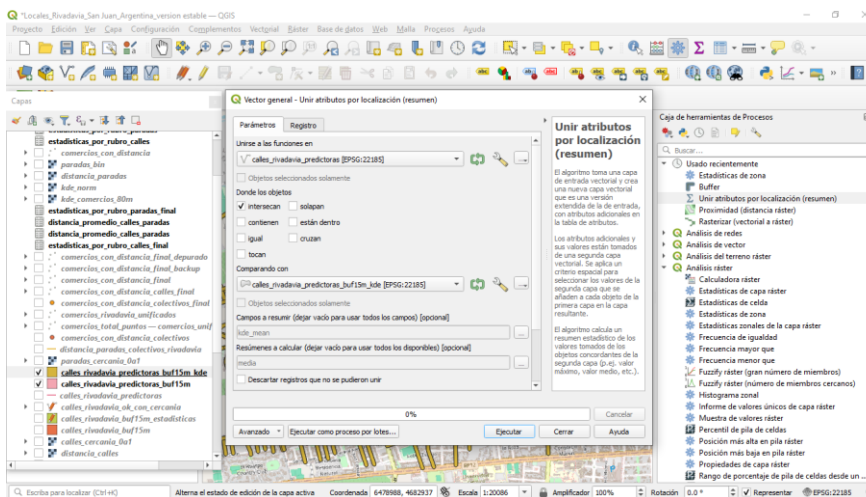 *Locales_Rivadavia_San Juan_Argentina_version estable — QGIS
Proyecto Edición Ver Capa Configuración Complementos Vectorial Ráster Base de datos Web Malla Procesos Ayuda
Capas
estadisticas_por_rubro_paradas
estadisticas_por_rubro_calles
comercios_con_distancia
paradas_bin
distancia_paradas
kde_norm
kde_comercios_80m
estadisticas_por_rubro_paradas_final
distancia_promedio_calles_paradas
distancia_promedio_calles_paradas
estadisticas_por_rubro_calles_final
comercios_con_distancia_final_depurado
comercios_con_distancia_final_backup
comercios_con_distancia_final
comercios_con_distancia_calles_final
comercios_con_distancia_colectivos_final
comercios_rivadavia_unificados
comercios_total_puntos — comercios_unif
comercios_con_distancia_colectivos
distancia_paradas_colectivos_rivadavia
paradas_cercania_0a1
calles_rivadavia_predictoras_buf15m_kde
calles_rivadavia_predictoras_buf15m
calles_rivadavia_predictoras
calles_rivadavia_ok_con_cercania
calles_rivadavia_buf15m_estadisticas
calles_rivadavia_buf15m
calles_cercania_0a1
distancia_calles
Vector general - Unir atributos por localización (resumen)
Parámetros Registro
Unirse a las funciones en
calles_rivadavia_predictoras [EPSG:22185]
Objetos seleccionados solamente
Donde los objetos
intersecan solapan
contienen están dentro
igual cruzan
tocan
Comparando con
calles_rivadavia_predictoras_buf15m_kde [EPSG:22185]
Objetos seleccionados solamente
Campos a resumir (dejar vacío para usar todos los campos) [opcional]
kde_mean
Resúmenes a calcular (dejar vacío para usar todos los disponibles) [opcional]
media
Descartar registros que no se pudieron unir
Unir atributos
por localización
(resumen)
El algoritmo toma una capa
de entrada vectorial y crea
una nueva capa vectorial
que es una versión
extendida de la de entrada,
con atributos adicionales en
la tabla de atributos.
Los atributos adicionales y
sus valores están tomados
de una segunda capa
vectorial. Se aplica un
criterio espacial para
seleccionar los valores de la
segunda capa que se
añaden a cada objeto de la
primera capa en la capa
resultante.
El algoritmo calcula un
resumen estadístico de los
valores tomados de los
objetos concordantes de la
segunda capa (p.ej. valor
máximo, valor medio, etc.).
0%
Cancelar
Avanzado Ejecutar como proceso por lotes... Ejecutar Cerrar Ayuda
Caja de herramientas de Procesos
Buscar...
Usado recientemente
Estadísticas de zona
Buffer
Unir atributos por localización (resumen)
Proximidad (distancia ráster)
Rasterizar (vectorial a ráster)
Análisis de redes
Análisis de vector
Análisis del terreno ráster
Análisis ráster
Calculadora ráster
Estadísticas de capa ráster
Estadísticas de celda
Estadísticas de zona
Estadísticas zonales de la capa ráster
Frecuencia de igualdad
Frecuencia mayor que
Frecuencia menor que
Fuzzify ráster (gran número de miembros)
Fuzzify ráster (número de miembros cercanos)
Histograma zonal
Informe de valores únicos de capa ráster
Muestra de valores ráster
Percentil de pila de celdas
Posición más alta en pila ráster
Posición más baja en pila ráster
Propiedades de capa ráster
Rango de porcentaje de pila de celdas desde un
Escriba para localizar (Ctrl+K) Alterna el estado de edición de la capa activa Coordenada 6478988, 4682937 Escala 1:20086 Amplificador 100% Rotación 0.0 ° Representar EPSG:22185